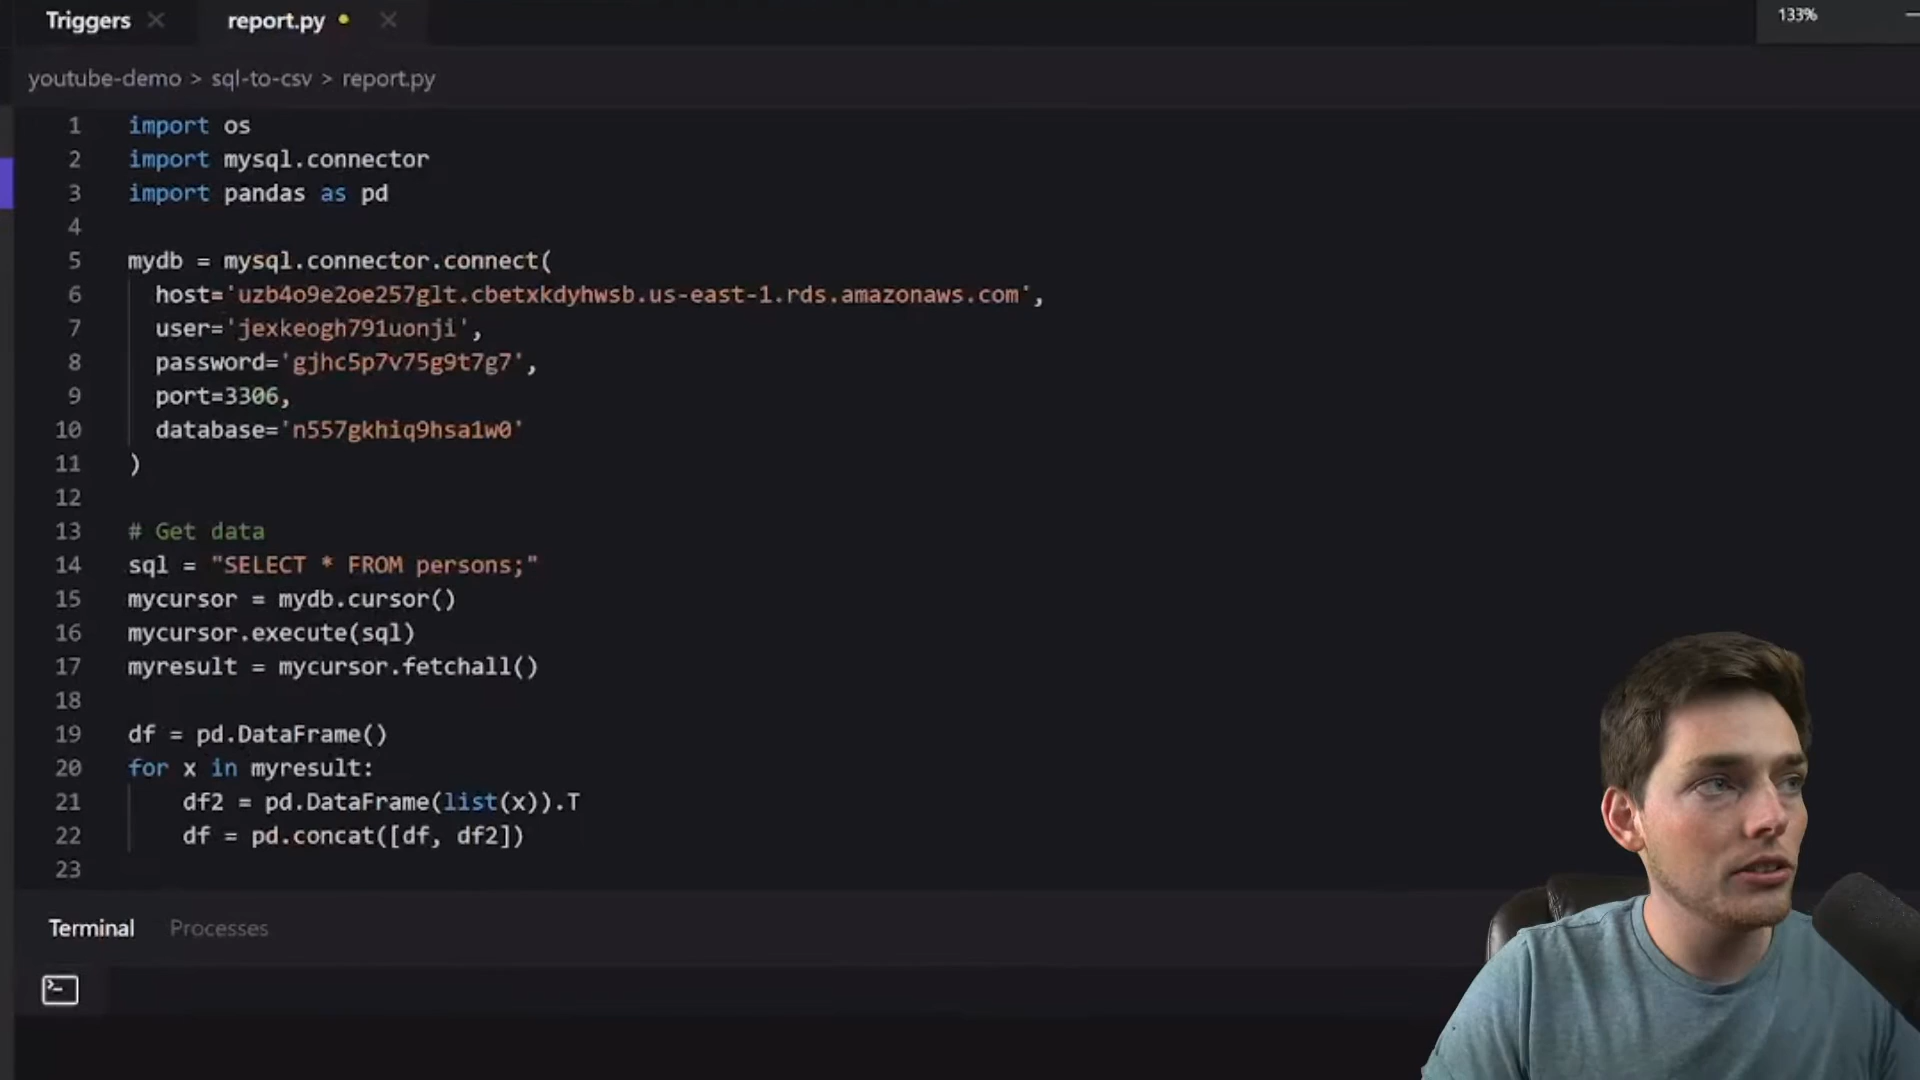 Triggers report.py
133%
youtube-demo > sql-to-csv > report.py
1 import os
2 import mysql.connector
3 import pandas as pd
4
5 mydb = mysql.connector.connect(
6 host='uzb4o9e2oe257glt.cbetxkdyhwsb.us-east-1.rds.amazonaws.com',
7 user='jexkeogh791uonji',
8 password='gjhc5p7v75g9t7g7',
9 port=3306,
10 database='n557gkhiq9hsa1w0'
11 )
12
13 # Get data
14 sql = "SELECT * FROM persons;"
15 mycursor = mydb.cursor()
16 mycursor.execute(sql)
17 myresult = mycursor.fetchall()
18
19 df = pd.DataFrame()
20 for x in myresult:
21 df2 = pd.DataFrame(list(x)).T
22 df = pd.concat([df, df2])
23
Terminal Processes